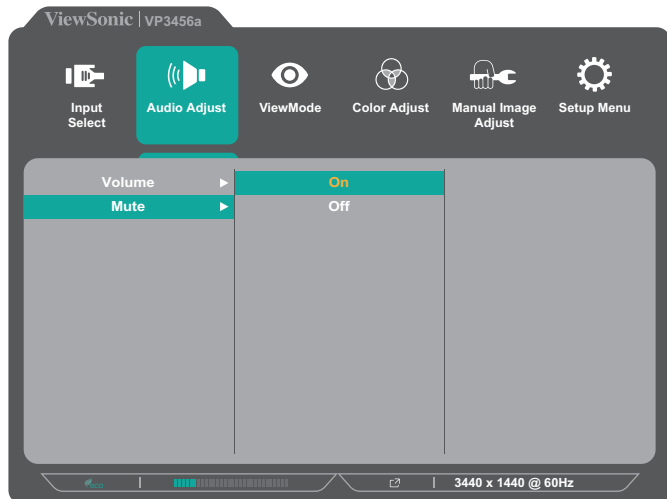 ViewSonic | VP3456a
Input
Select
Audio Adjust
ViewMode
Color Adjust
Manual Image
Adjust
Setup Menu
Volume
Mute
On
Off
eco
3440 x 1440 @ 60Hz